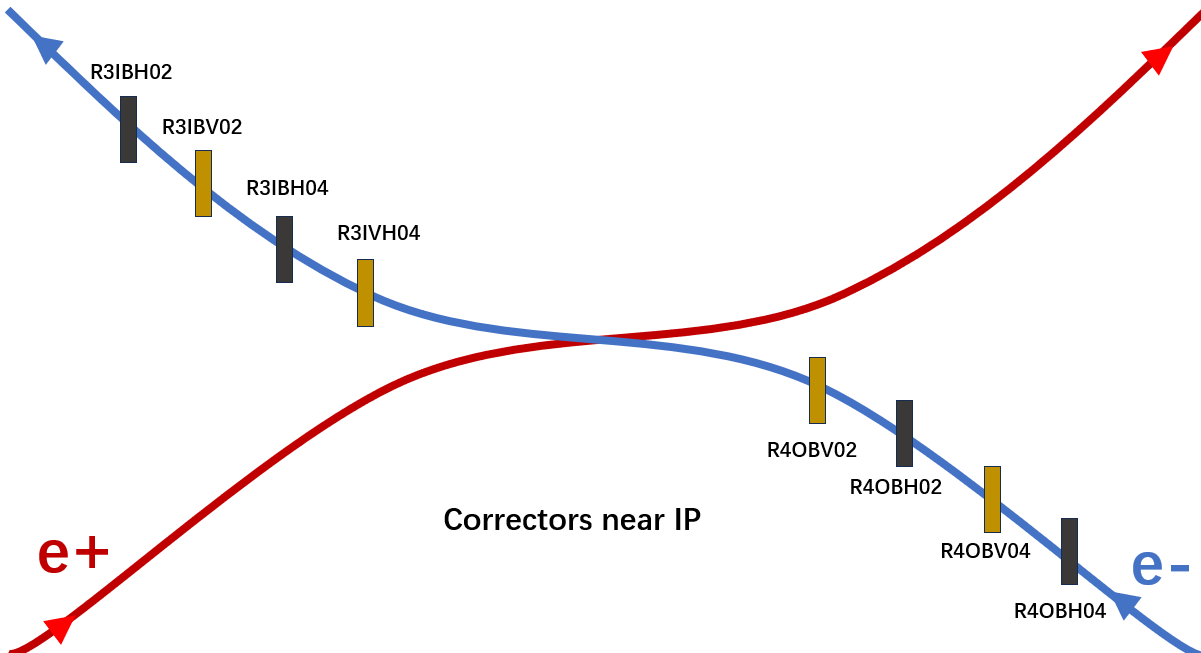 R3IBH02
R3IBV02
R3IBH04
R3IVH04
R4OBV02
R4OBH02
Correctors near IP
e+
R4OBV04
e-
R4OBH04